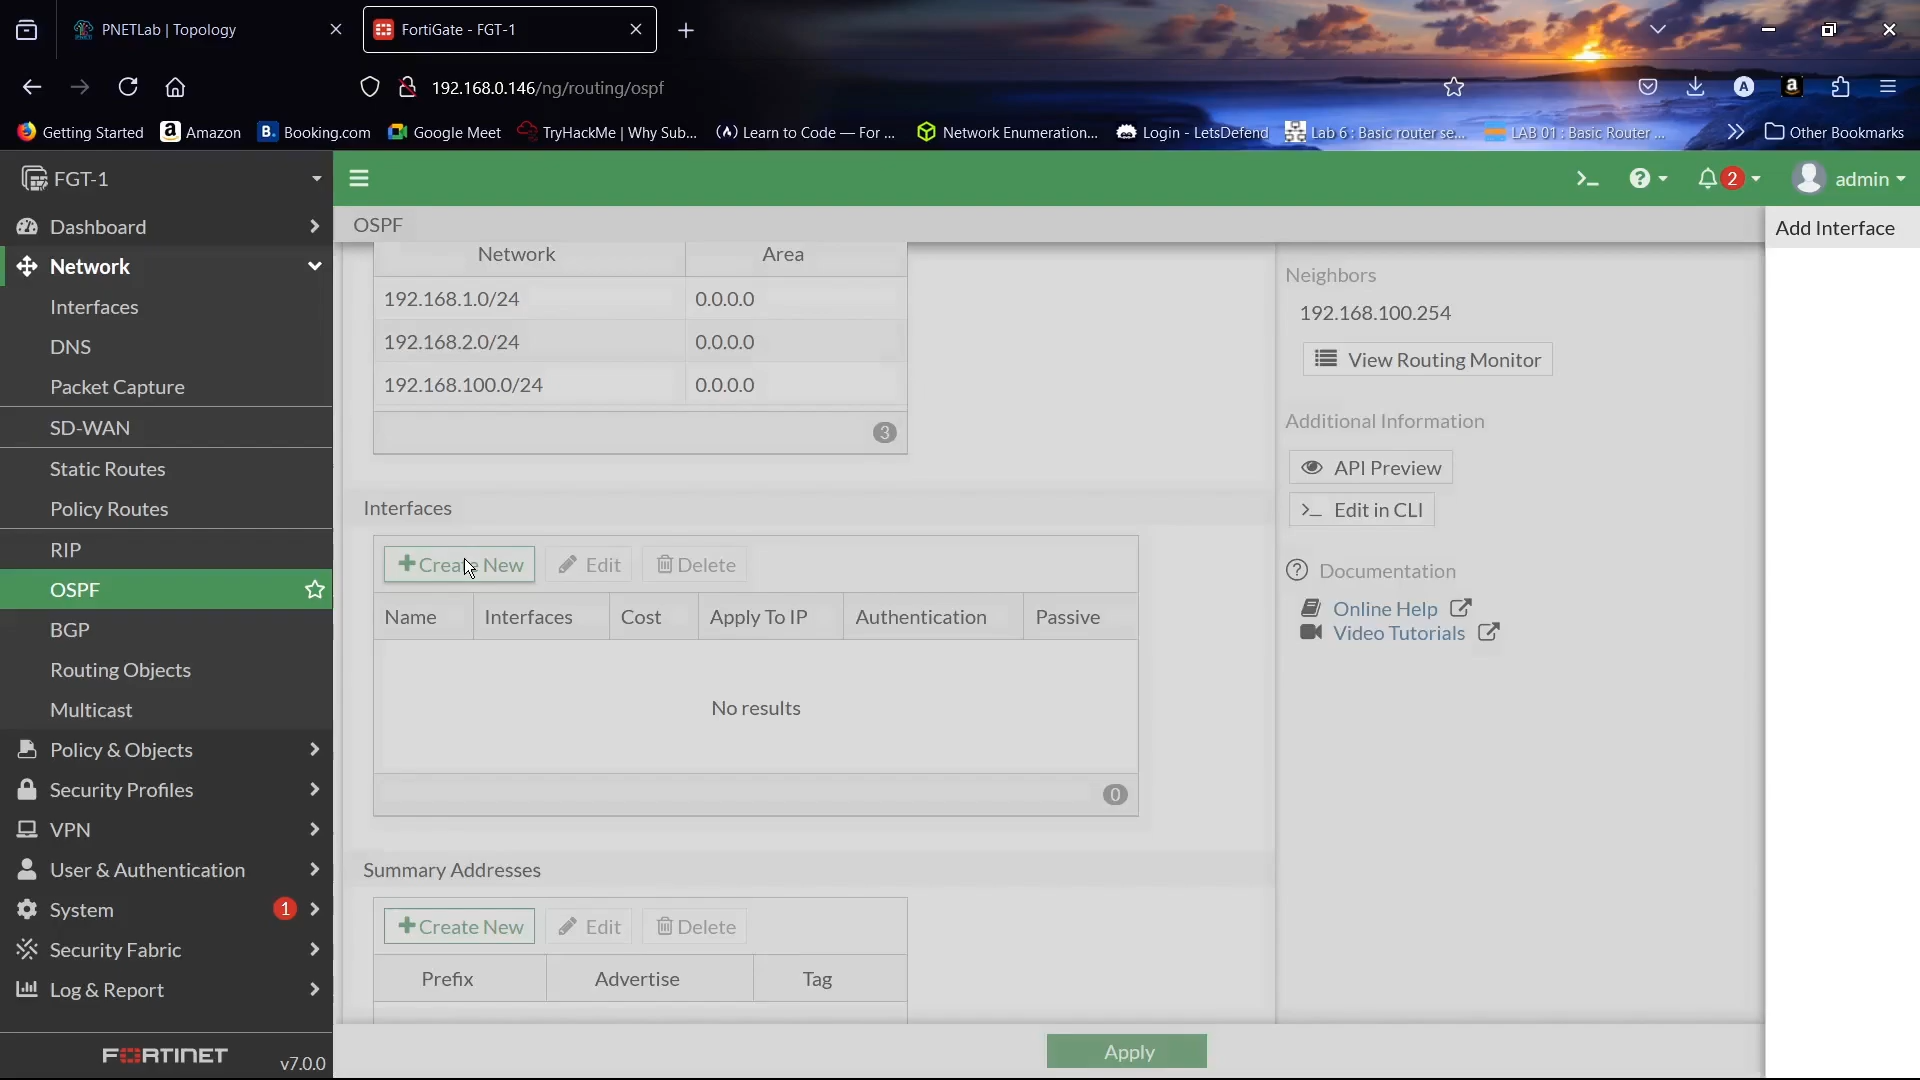 PNETLab | Topology
FortiGate - FGT-1
192.168.0.146/ng/routing/ospf
A
a
Getting Started
a Amazon
B. Booking.com
Google Meet
TryHackMe | Why Sub...
Learn to Code — For ...
Network Enumeration...
Login - LetsDefend
Lab 6 : Basic router se...
LAB 01 : Basic Router ...
Other Bookmarks
FGT-1
2
admin
Dashboard
Network
Interfaces
DNS
Packet Capture
SD-WAN
Static Routes
Policy Routes
RIP
OSPF
BGP
Routing Objects
Multicast
Policy & Objects
Security Profiles
VPN
User & Authentication
System 1
Security Fabric
Log & Report
FORTINET v7.0.0
OSPF
Network Area
192.168.1.0/24 0.0.0.0
192.168.2.0/24 0.0.0.0
192.168.100.0/24 0.0.0.0
3
Interfaces
+Create New Edit Delete
Name Interfaces Cost Apply To IP Authentication Passive
No results
0
Summary Addresses
+Create New Edit Delete
Prefix Advertise Tag
Apply
Neighbors
192.168.100.254
View Routing Monitor
Additional Information
API Preview
>_ Edit in CLI
? Documentation
Online Help
Video Tutorials
Add Interface